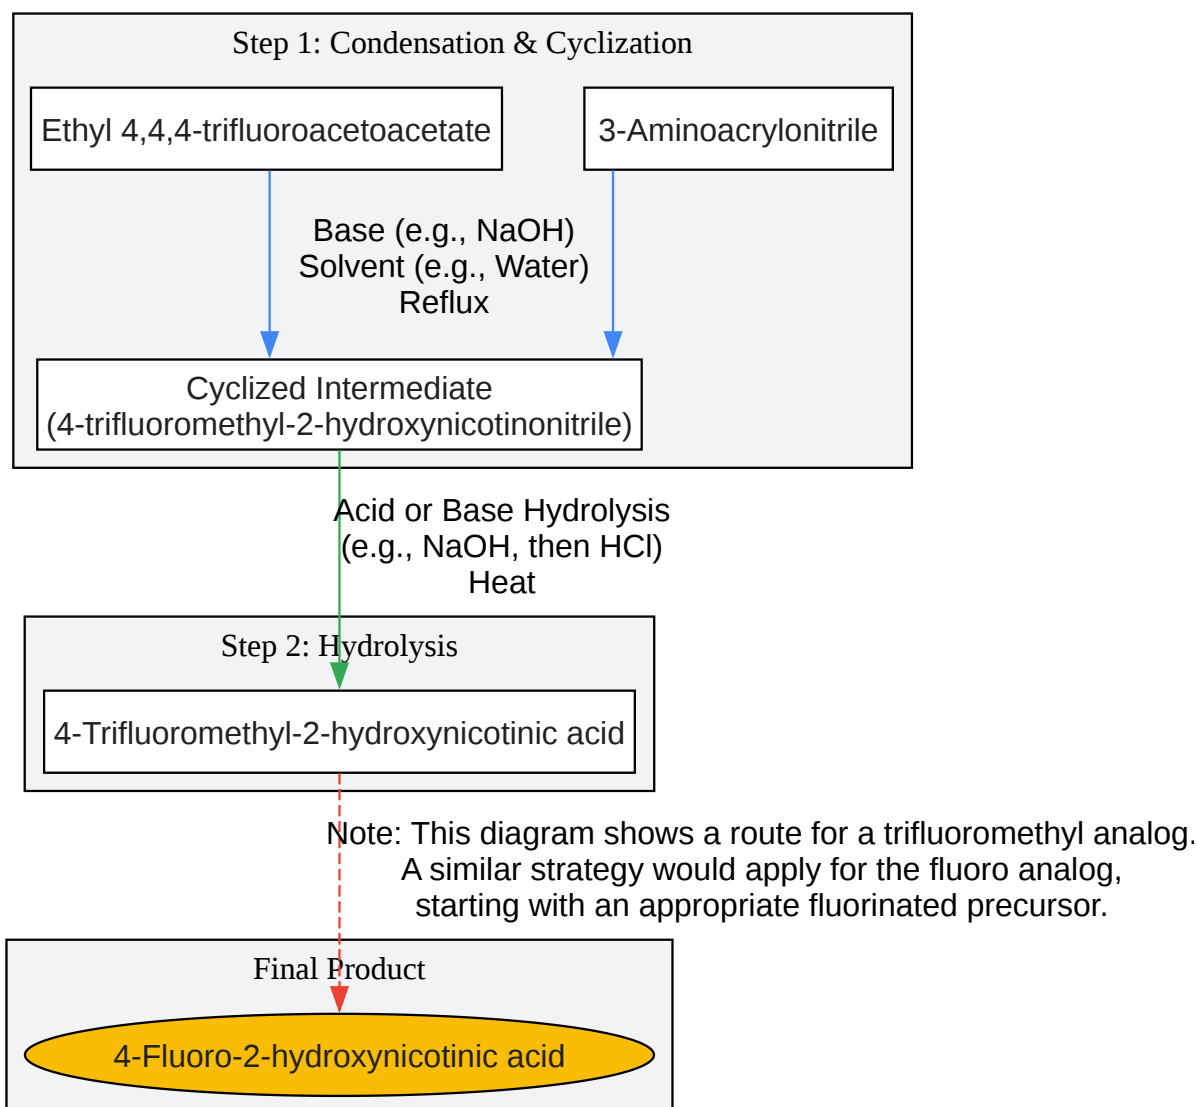 Step 1: Condensation & Cyclization
Ethyl 4,4,4-trifluoroacetoacetate
3-Aminoacrylonitrile
Base (e.g., NaOH)
Solvent (e.g., Water)
Reflux
Cyclized Intermediate
(4-trifluoromethyl-2-hydroxynicotinonitrile)
Acid or Base Hydrolysis
(e.g., NaOH, then HCl)
Heat
Step 2: Hydrolysis
4-Trifluoromethyl-2-hydroxynicotinic acid
Note: This diagram shows a route for a trifluoromethyl analog.
A similar strategy would apply for the fluoro analog,
starting with an appropriate fluorinated precursor.
Final Product
4-Fluoro-2-hydroxynicotinic acid